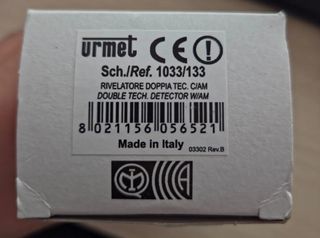 urmet CE
Sch./Ref. 1033/133
RIVELATORE DOPPIA TEC. C/AM
DOUBLE TECH. DETECTOR W/AM
8 021156 056521
Made in Italy
03302 Rev.B